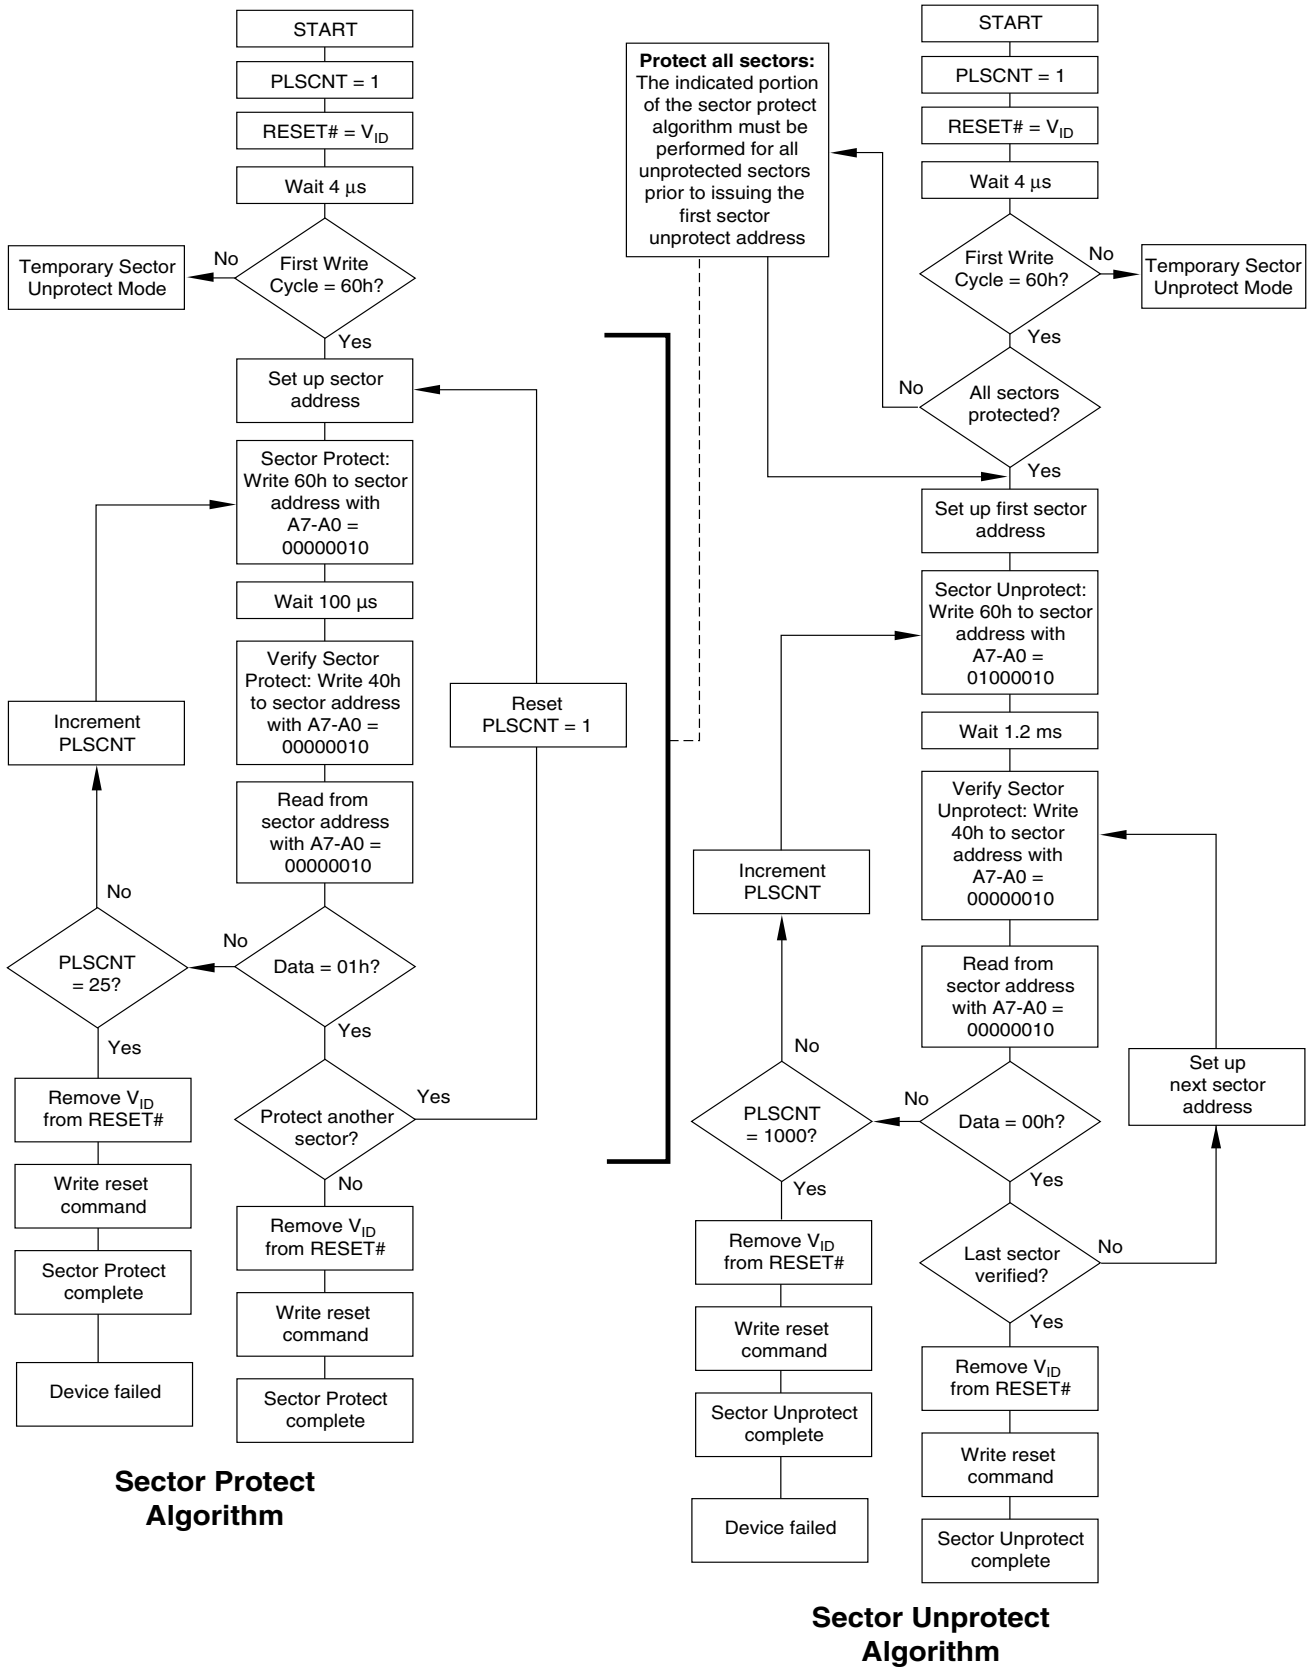 START
PLSCNT = 1
RESET# = VID
Wait 4 μs
First Write
Cycle = 60h?
No
Temporary Sector
Unprotect Mode
Yes
Set up sector
address
Sector Protect:
Write 60h to sector
address with
A7-A0 =
00000010
Wait 100 μs
Verify Sector
Protect: Write 40h
to sector address
with A7-A0 =
00000010
Read from
sector address
with A7-A0 =
00000010
Data = 01h?
No
PLSCNT
= 25?
No
Increment
PLSCNT
Yes
Remove VID
from RESET#
Write reset
command
Sector Protect
complete
Device failed
Yes
Protect another
sector?
Yes
Reset
PLSCNT = 1
No
Remove VID
from RESET#
Write reset
command
Sector Protect
complete
Sector Protect
Algorithm
Protect all sectors:
The indicated portion
of the sector protect
algorithm must be
performed for all
unprotected sectors
prior to issuing the
first sector
unprotect address
START
PLSCNT = 1
RESET# = VID
Wait 4 μs
First Write
Cycle = 60h?
No
Temporary Sector
Unprotect Mode
Yes
All sectors
protected?
No
Yes
Set up first sector
address
Sector Unprotect:
Write 60h to sector
address with
A7-A0 =
01000010
Wait 1.2 ms
Verify Sector
Unprotect: Write
40h to sector
address with
A7-A0 =
00000010
Read from
sector address
with A7-A0 =
00000010
Data = 00h?
No
PLSCNT
= 1000?
No
Increment
PLSCNT
Yes
Remove VID
from RESET#
Write reset
command
Sector Unprotect
complete
Device failed
Yes
Last sector
verified?
No
Set up
next sector
address
Yes
Remove VID
from RESET#
Write reset
command
Sector Unprotect
complete
Sector Unprotect
Algorithm